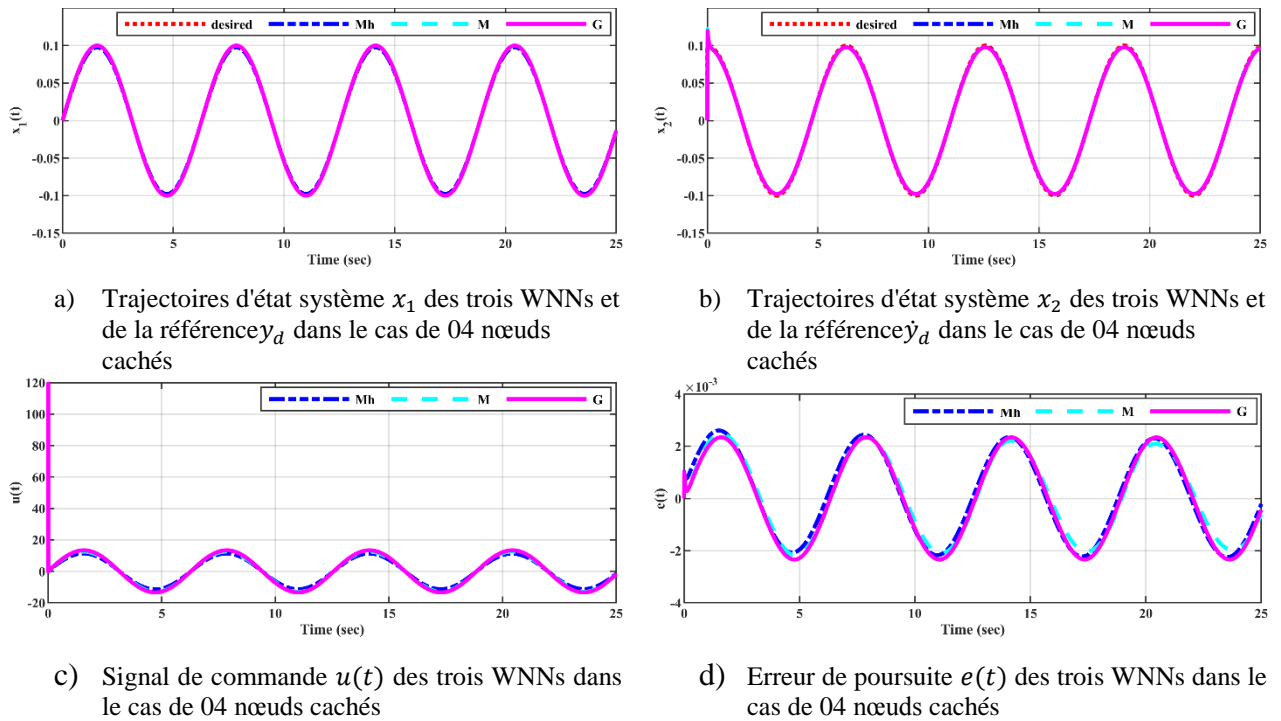 desired Mh M G
0.1
0.05
0
-0.05
-0.1
-0.15
x1(t)
0 5 10 15 20 25
Time (sec)
desired Mh M G
0.1
0.05
0
-0.05
-0.1
-0.15
x2(t)
0 5 10 15 20 25
Time (sec)
a) Trajectoires d'état système x₁ des trois WNNs et
de la référencey_d dans le cas de 04 nœuds
cachés
b) Trajectoires d'état système x₂ des trois WNNs et
de la référenceẏ_d dans le cas de 04 nœuds
cachés
Mh M G
120
100
80
60
40
20
0
-20
u(t)
0 5 10 15 20 25
Time (sec)
×10⁻³
Mh M G
4
2
0
-2
-4
e(t)
0 5 10 15 20 25
Time (sec)
c) Signal de commande u(t) des trois WNNs dans
le cas de 04 nœuds cachés
d) Erreur de poursuite e(t) des trois WNNs dans le
cas de 04 nœuds cachés